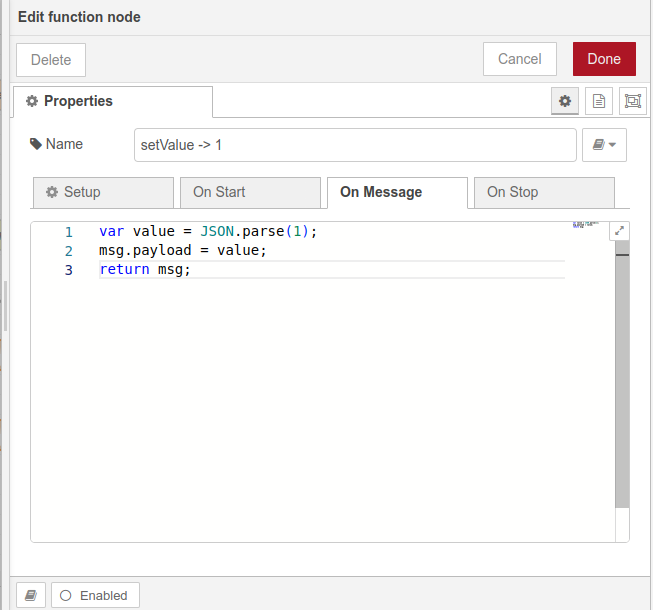 Edit function node
Delete
Cancel
Done
Properties
Name
setValue -> 1
Setup
On Start
On Message
On Stop
1 var value = JSON.parse(1);
2 msg.payload = value;
3 return msg;
Enabled